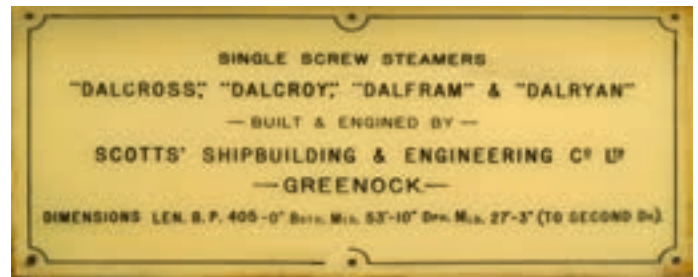 SINGLE SCREW STEAMERS
"DALCROSS", "DALCROY", "DALFRAM" & "DALRYAN"
— BUILT & ENGINED BY —
SCOTTS' SHIPBUILDING & ENGINEERING Cº Lᵀᴰ
— GREENOCK —
DIMENSIONS LEN. B. P. 405-0" BDTH. MLD. 53'-10" DPH. MLD. 27'-3" (TO SECOND DK).